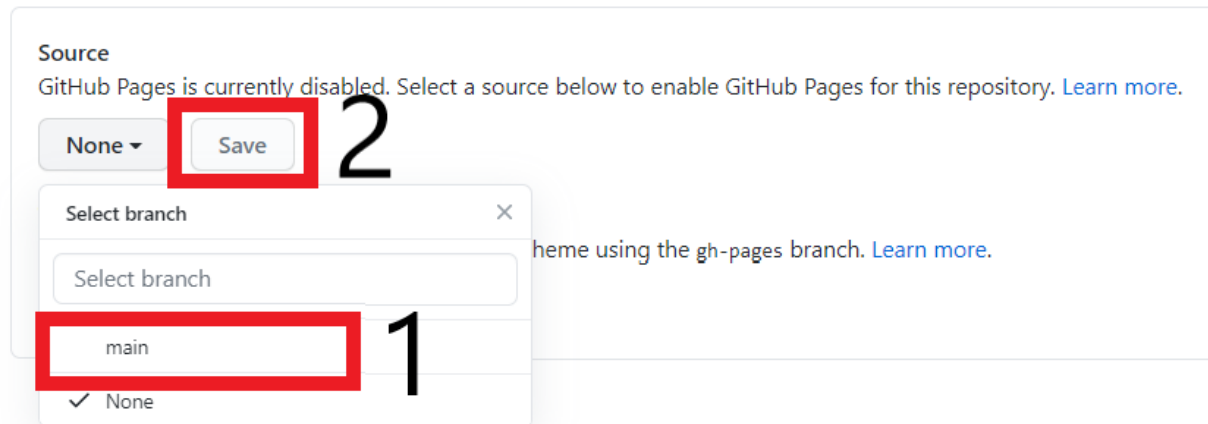 Source
GitHub Pages is currently disabled. Select a source below to enable GitHub Pages for this repository. Learn more.
None Save 2
Select branch
heme using the gh-pages branch. Learn more.
Select branch
main 1
None